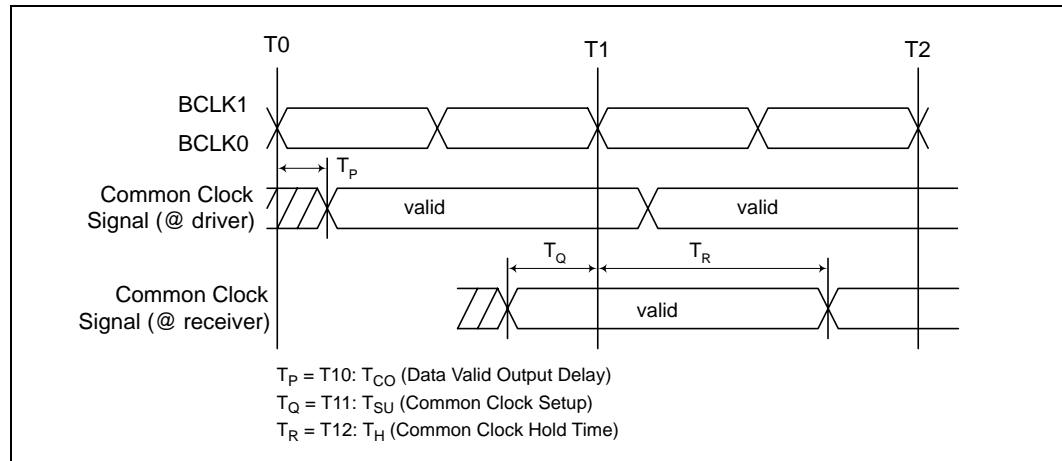 T0 T1 T2
BCLK1
BCLK0
TP
Common Clock
Signal (@ driver)
valid valid
TQ TR
Common Clock
Signal (@ receiver)
valid
TP = T10: TCO (Data Valid Output Delay)
TQ = T11: TSU (Common Clock Setup)
TR = T12: TH (Common Clock Hold Time)